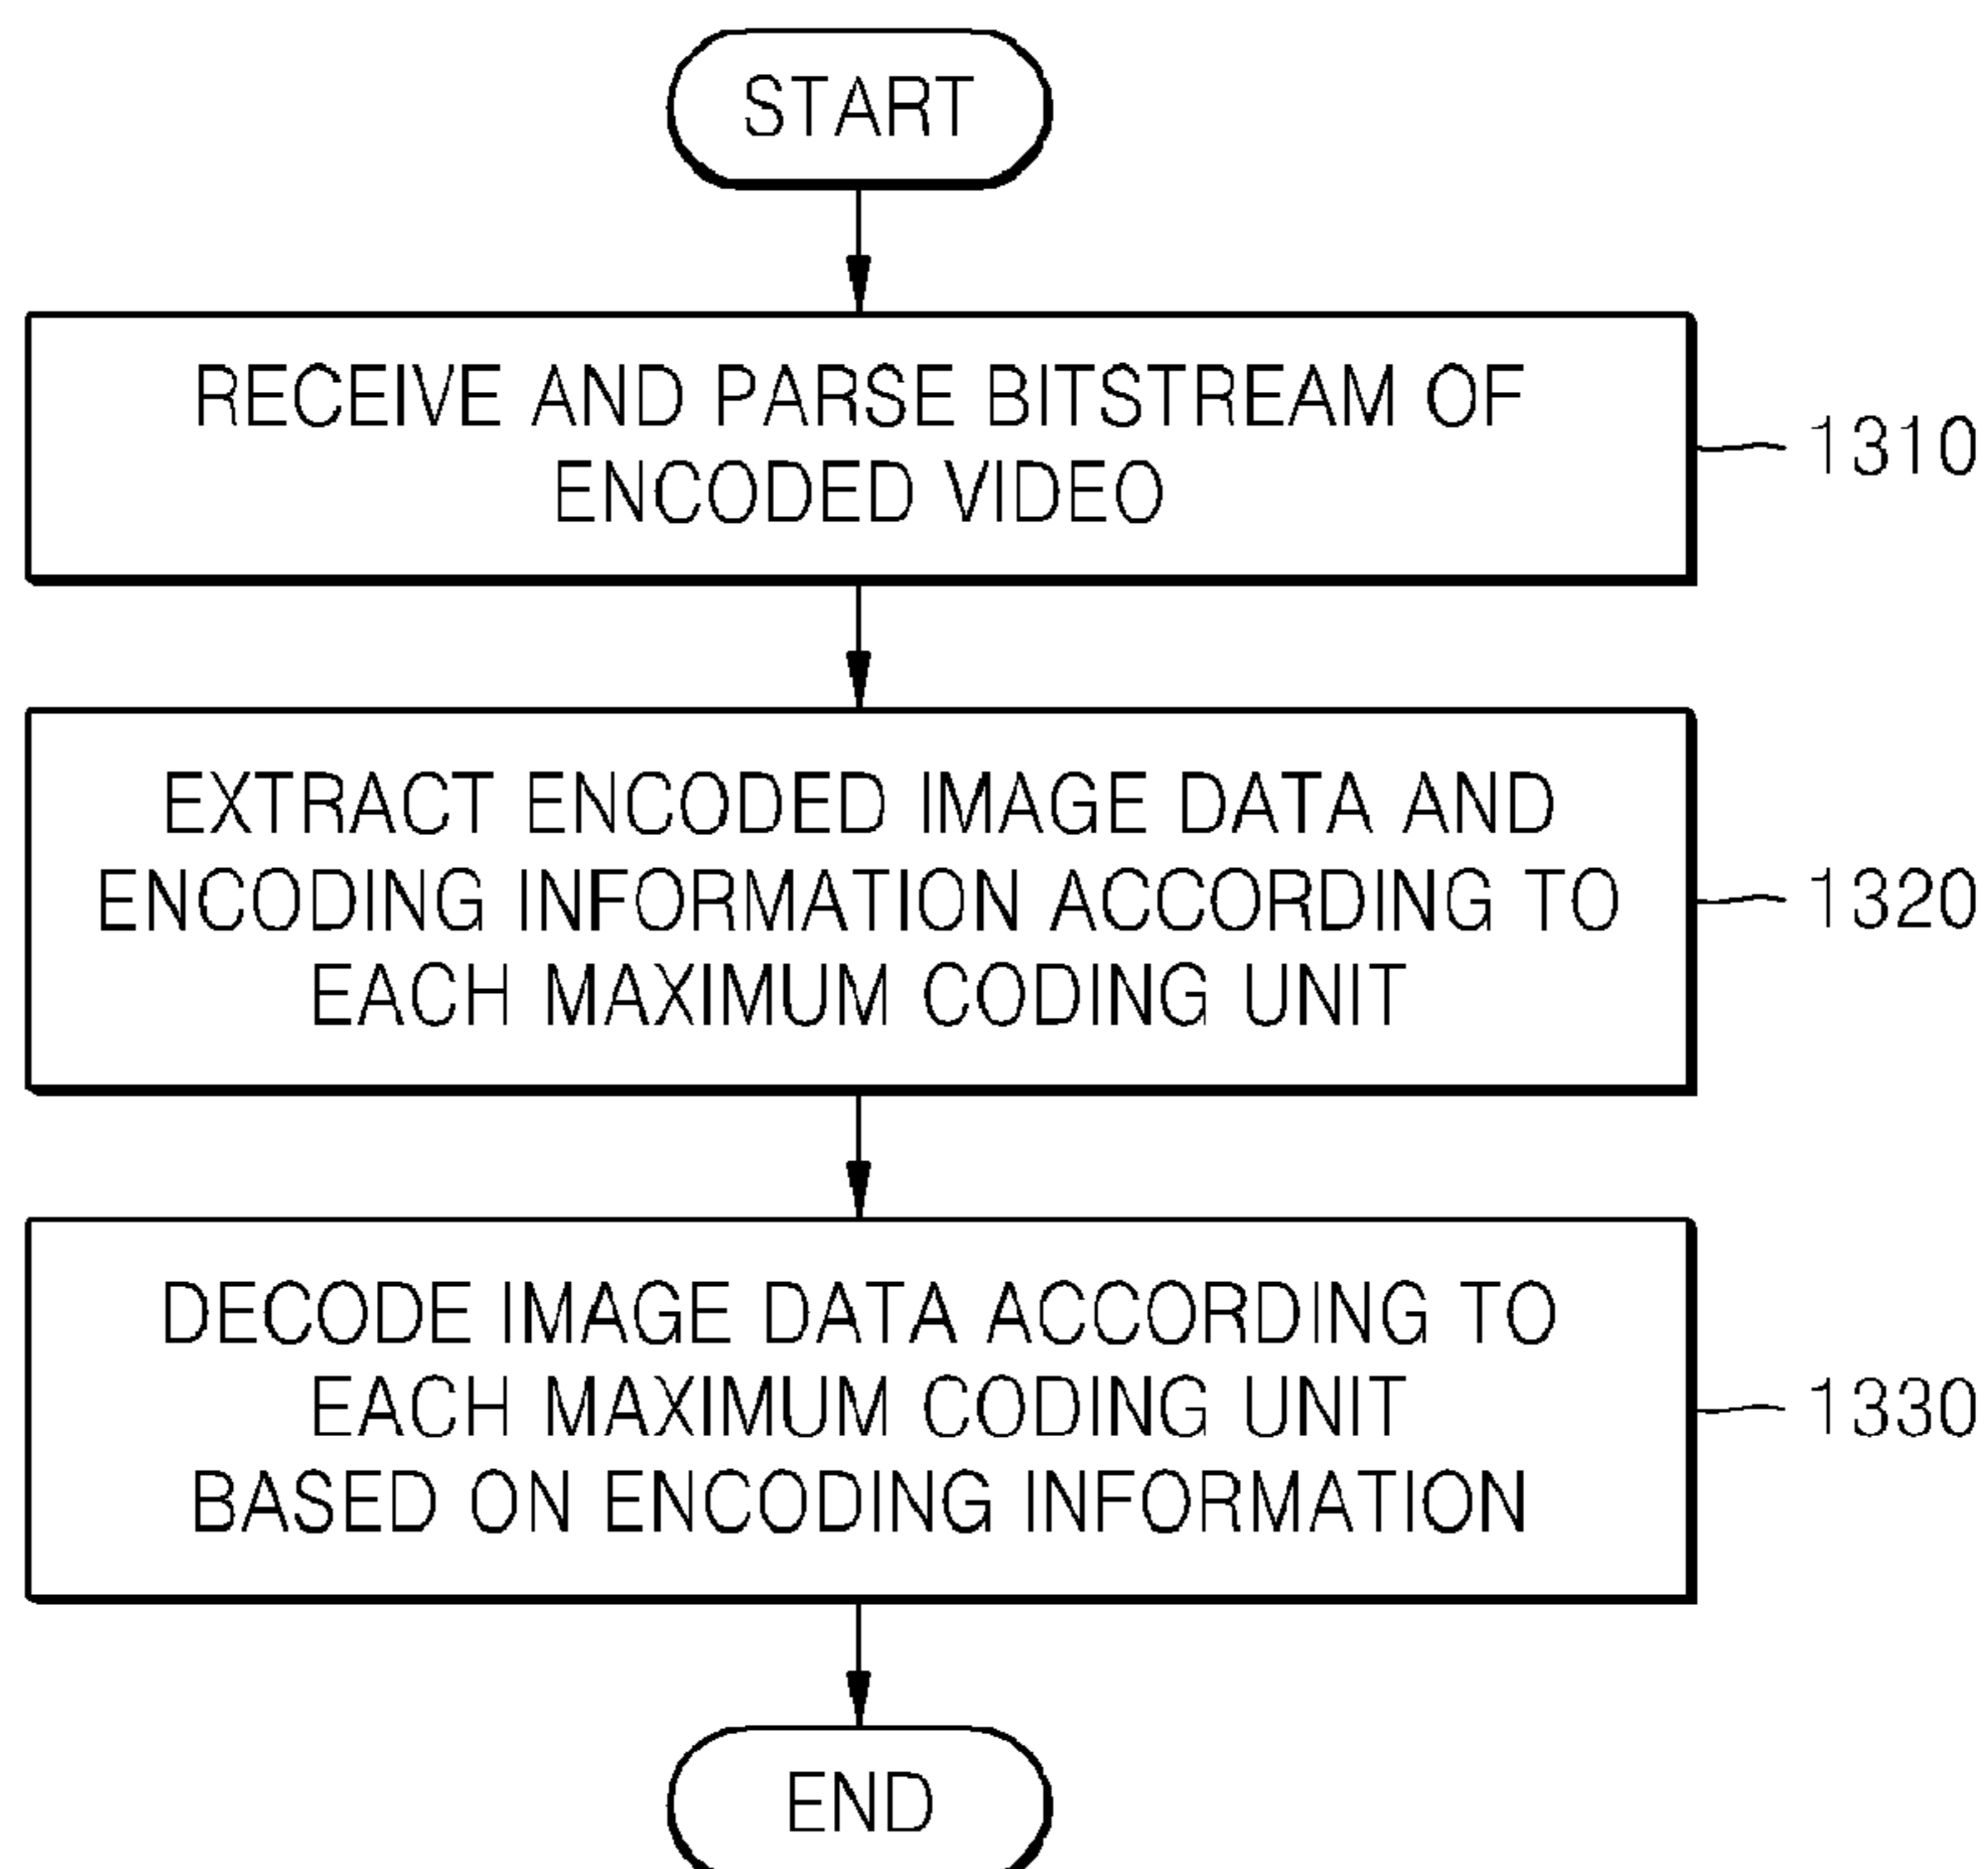 START
RECEIVE AND PARSE BITSTREAM OF
ENCODED VIDEO
1310
EXTRACT ENCODED IMAGE DATA AND
ENCODING INFORMATION ACCORDING TO
EACH MAXIMUM CODING UNIT
1320
DECODE IMAGE DATA ACCORDING TO
EACH MAXIMUM CODING UNIT
BASED ON ENCODING INFORMATION
1330
END